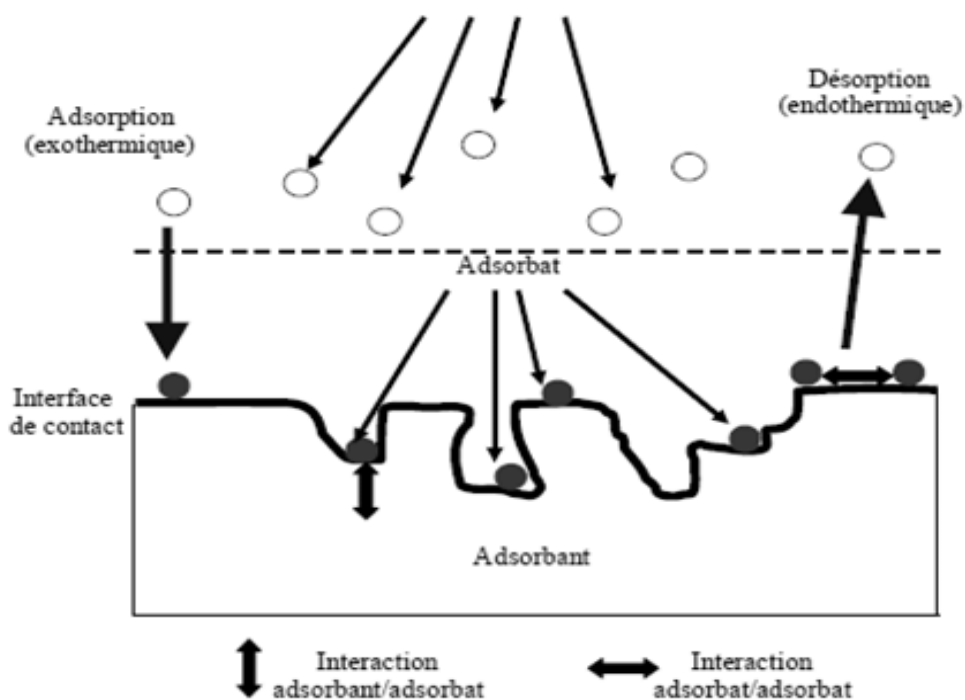 Adsorption
(exothermique)
Désorption
(endothermique)
Adsorbat
Interface
de contact
Adsorbant
Interaction
adsorbant/adsorbat
Interaction
adsorbat/adsorbat